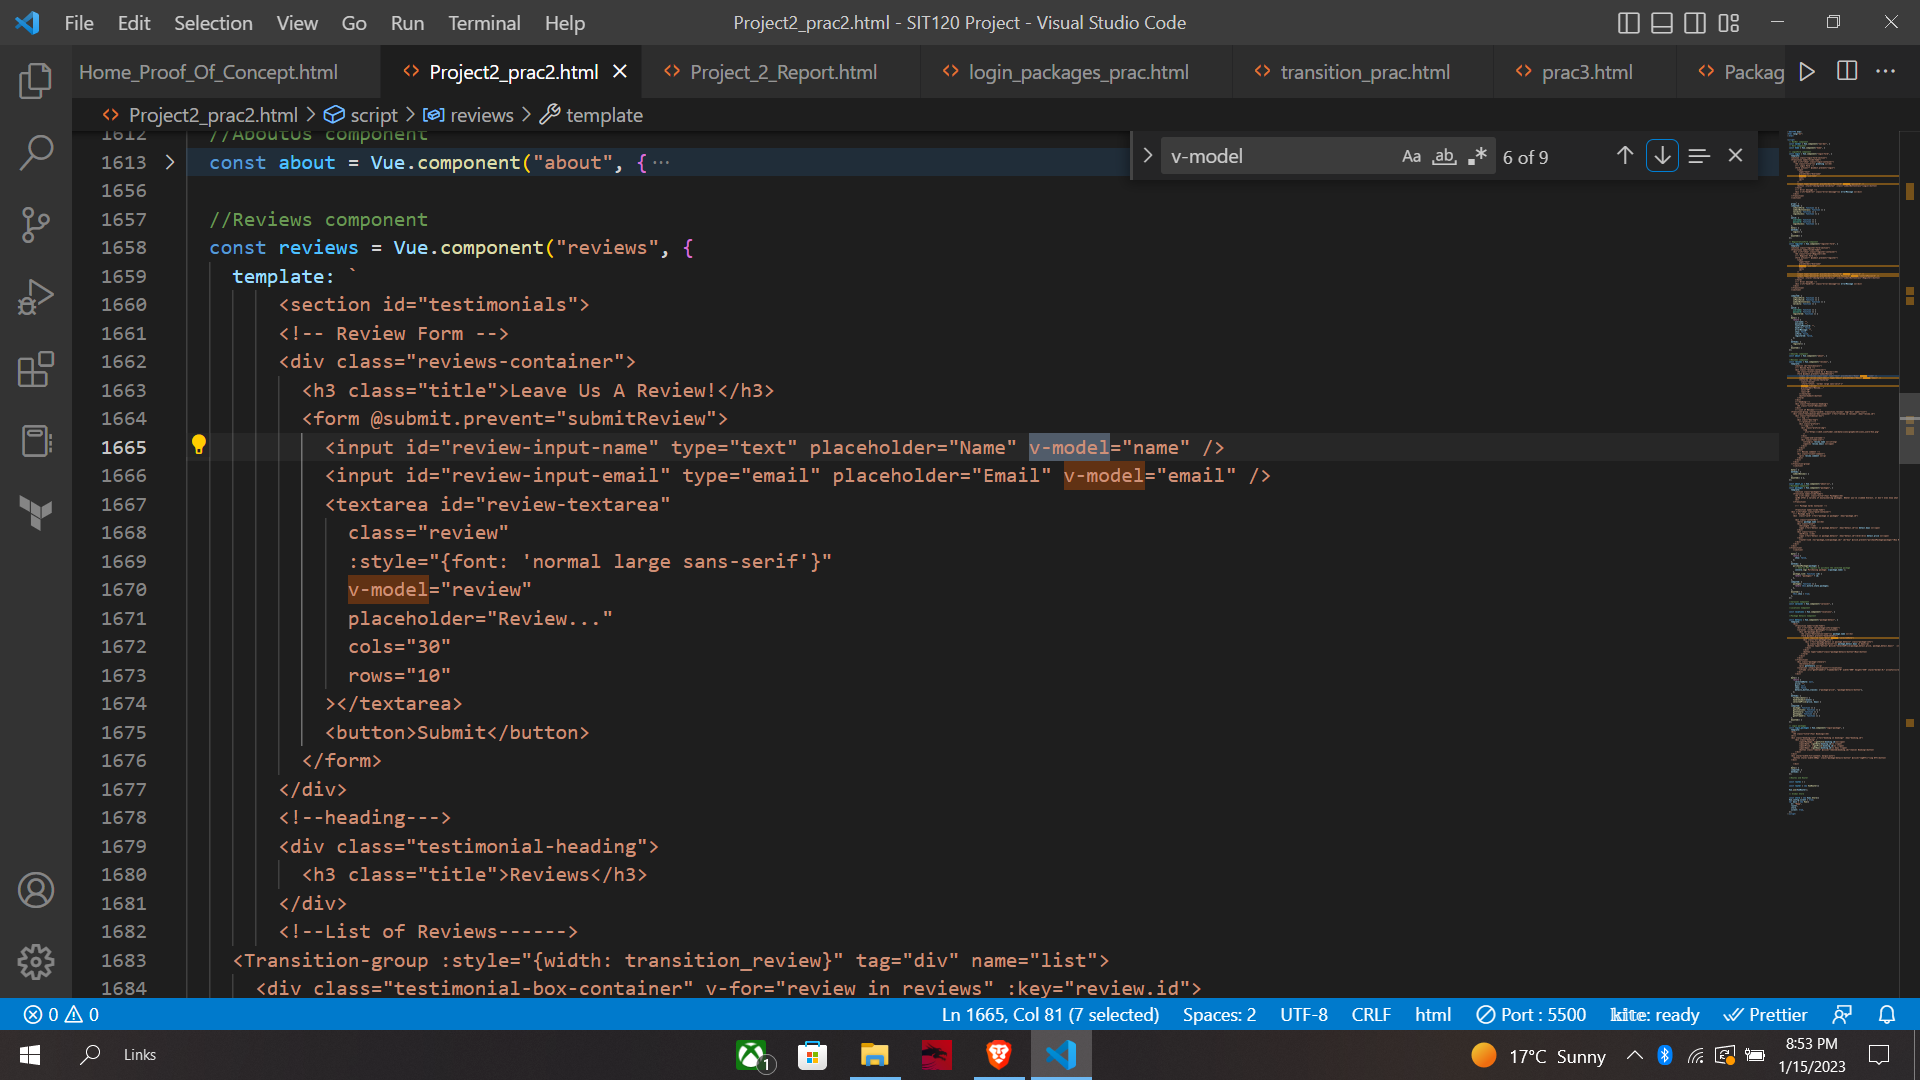 File Edit Selection View Go Run Terminal Help
Project2_prac2.html - SIT120 Project - Visual Studio Code
Home_Proof_Of_Concept.html
Project2_prac2.html
Project_2_Report.html
login_packages_prac.html
transition_prac.html
prac3.html
Packag
Project2_prac2.html > script > reviews > template
v-model
Aa ab, .*
6 of 9
1612 //AboutUs component
1613 const about = Vue.component("about", { ···
1656
1657 //Reviews component
1658 const reviews = Vue.component("reviews", {
1659 template: `
1660 <section id="testimonials">
1661 <!-- Review Form -->
1662 <div class="reviews-container">
1663 <h3 class="title">Leave Us A Review!</h3>
1664 <form @submit.prevent="submitReview">
1665 <input id="review-input-name" type="text" placeholder="Name" v-model="name" />
1666 <input id="review-input-email" type="email" placeholder="Email" v-model="email" />
1667 <textarea id="review-textarea"
1668 class="review"
1669 :style="{font: 'normal large sans-serif'}"
1670 v-model="review"
1671 placeholder="Review..."
1672 cols="30"
1673 rows="10"
1674 ></textarea>
1675 <button>Submit</button>
1676 </form>
1677 </div>
1678 <!--heading--->
1679 <div class="testimonial-heading">
1680 <h3 class="title">Reviews</h3>
1681 </div>
1682 <!--List of Reviews------>
1683 <Transition-group :style="{width: transition_review}" tag="div" name="list">
1684 <div class="testimonial-box-container" v-for="review in reviews" :key="review.id">
0 0
Ln 1665, Col 81 (7 selected)
Spaces: 2
UTF-8
CRLF
html
Port : 5500
kite: ready
Prettier
Links
1
17°C Sunny
8:53 PM
1/15/2023